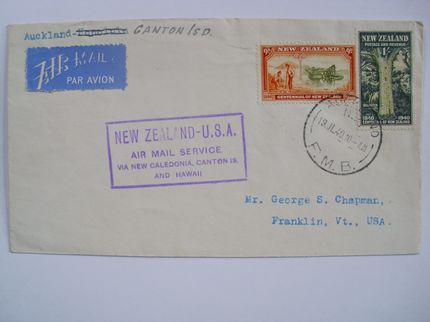 Auckland- CANTON ISD.
AIR MAIL
PAR AVION
NEW ZEALAND
CENTENNIAL OF NEW ZEALAND
NEW ZEALAND
POSTAGE AND REVENUE
1/-
1840 1940
CENTENNIAL OF NEW ZEALAND
F.M.B.
NEW ZEALAND-U.S.A.
AIR MAIL SERVICE
VIA NEW CALEDONIA, CANTON IS.
AND HAWAII
Mr. George S. Chapman,
Franklin, Vt., USA.